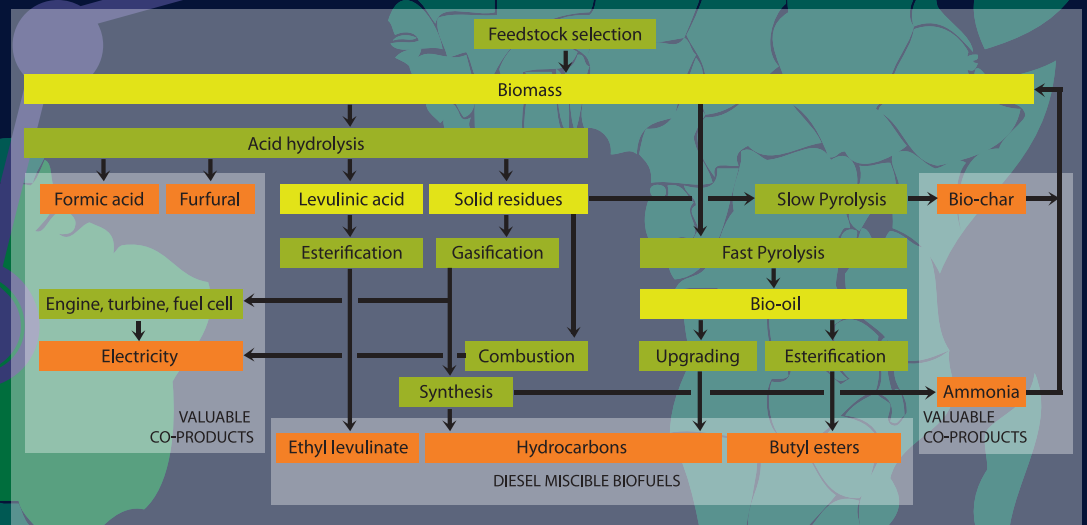 Feedstock selection
Biomass
Acid hydrolysis
Formic acid
Furfural
Levulinic acid
Solid residues
Slow Pyrolysis
Bio-char
Esterification
Gasification
Fast Pyrolysis
Engine, turbine, fuel cell
Bio-oil
Electricity
Combustion
Upgrading
Esterification
Synthesis
Ammonia
VALUABLE
CO-PRODUCTS
VALUABLE
CO-PRODUCTS
Ethyl levulinate
Hydrocarbons
Butyl esters
DIESEL MISCIBLE BIOFUELS